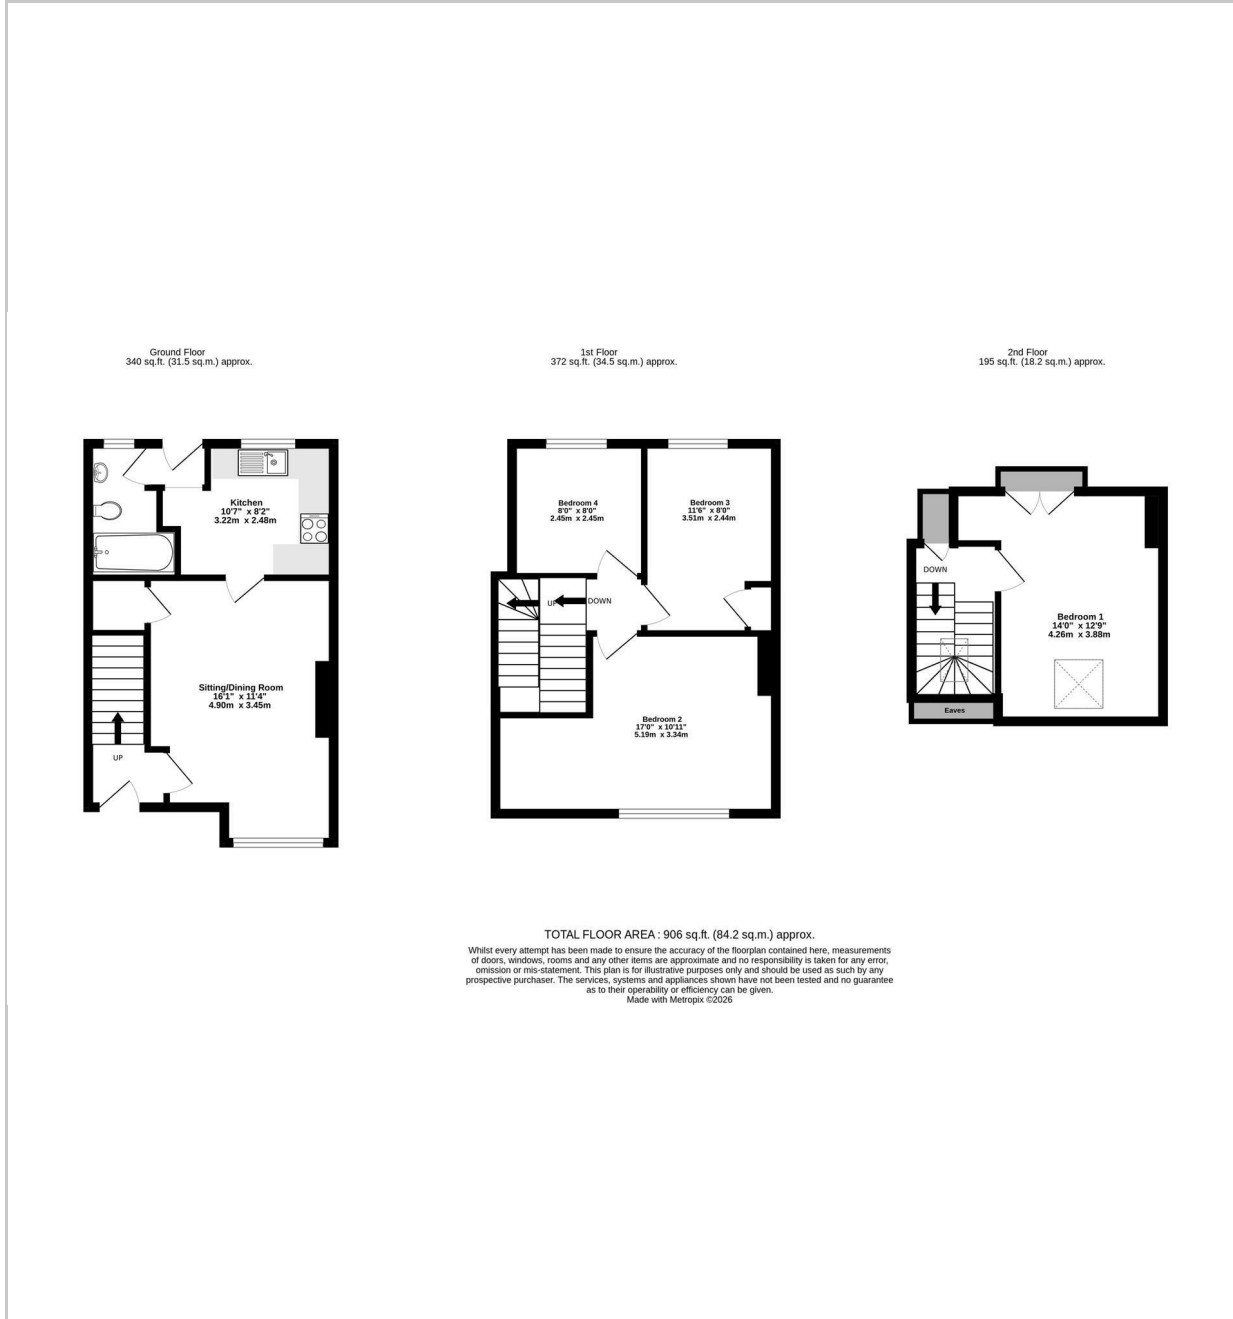 Ground Floor
340 sq.ft. (31.5 sq.m.) approx.
1st Floor
372 sq.ft. (34.5 sq.m.) approx.
2nd Floor
195 sq.ft. (18.2 sq.m.) approx.
Kitchen
10'7" x 8'2"
3.22m x 2.48m
Sitting/Dining Room
16'1" x 11'4"
4.90m x 3.45m
UP
Bedroom 4
8'0" x 8'0"
2.45m x 2.45m
Bedroom 3
11'6" x 8'0"
3.51m x 2.44m
UP
DOWN
Bedroom 2
17'0" x 10'11"
5.19m x 3.34m
DOWN
Bedroom 1
14'0" x 12'9"
4.26m x 3.88m
Eaves
TOTAL FLOOR AREA : 906 sq.ft. (84.2 sq.m.) approx.
Whilst every attempt has been made to ensure the accuracy of the floorplan contained here, measurements
of doors, windows, rooms and any other items are approximate and no responsibility is taken for any error,
omission or mis-statement. This plan is for illustrative purposes only and should be used as such by any
prospective purchaser. The services, systems and appliances shown have not been tested and no guarantee
as to their operability or efficiency can be given.
Made with Metropix ©2026